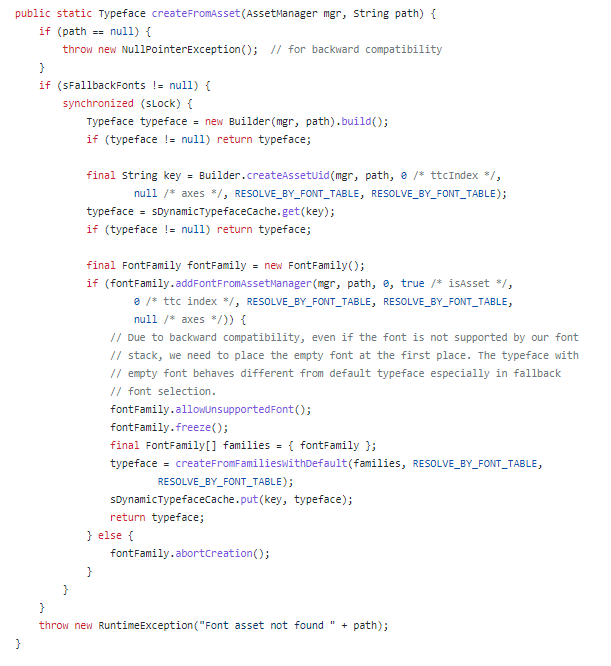 public static Typeface createFromAsset(AssetManager mgr, String path) {
    if (path == null) {
        throw new NullPointerException();  // for backward compatibility
    }
    if (sFallbackFonts != null) {
        synchronized (sLock) {
            Typeface typeface = new Builder(mgr, path).build();
            if (typeface != null) return typeface;

            final String key = Builder.createAssetUid(mgr, path, 0 /* ttcIndex */,
                    null /* axes */, RESOLVE_BY_FONT_TABLE, RESOLVE_BY_FONT_TABLE);
            typeface = sDynamicTypefaceCache.get(key);
            if (typeface != null) return typeface;

            final FontFamily fontFamily = new FontFamily();
            if (fontFamily.addFontFromAssetManager(mgr, path, 0, true /* isAsset */,
                    0 /* ttc index */, RESOLVE_BY_FONT_TABLE, RESOLVE_BY_FONT_TABLE,
                    null /* axes */)) {
                // Due to backward compatibility, even if the font is not supported by our font
                // stack, we need to place the empty font at the first place. The typeface with
                // empty font behaves different from default typeface especially in fallback
                // font selection.
                fontFamily.allowUnsupportedFont();
                fontFamily.freeze();
                final FontFamily[] families = { fontFamily };
                typeface = createFromFamiliesWithDefault(families, RESOLVE_BY_FONT_TABLE,
                        RESOLVE_BY_FONT_TABLE);
                sDynamicTypefaceCache.put(key, typeface);
                return typeface;
            } else {
                fontFamily.abortCreation();
            }
        }
    }
    throw new RuntimeException("Font asset not found " + path);
}